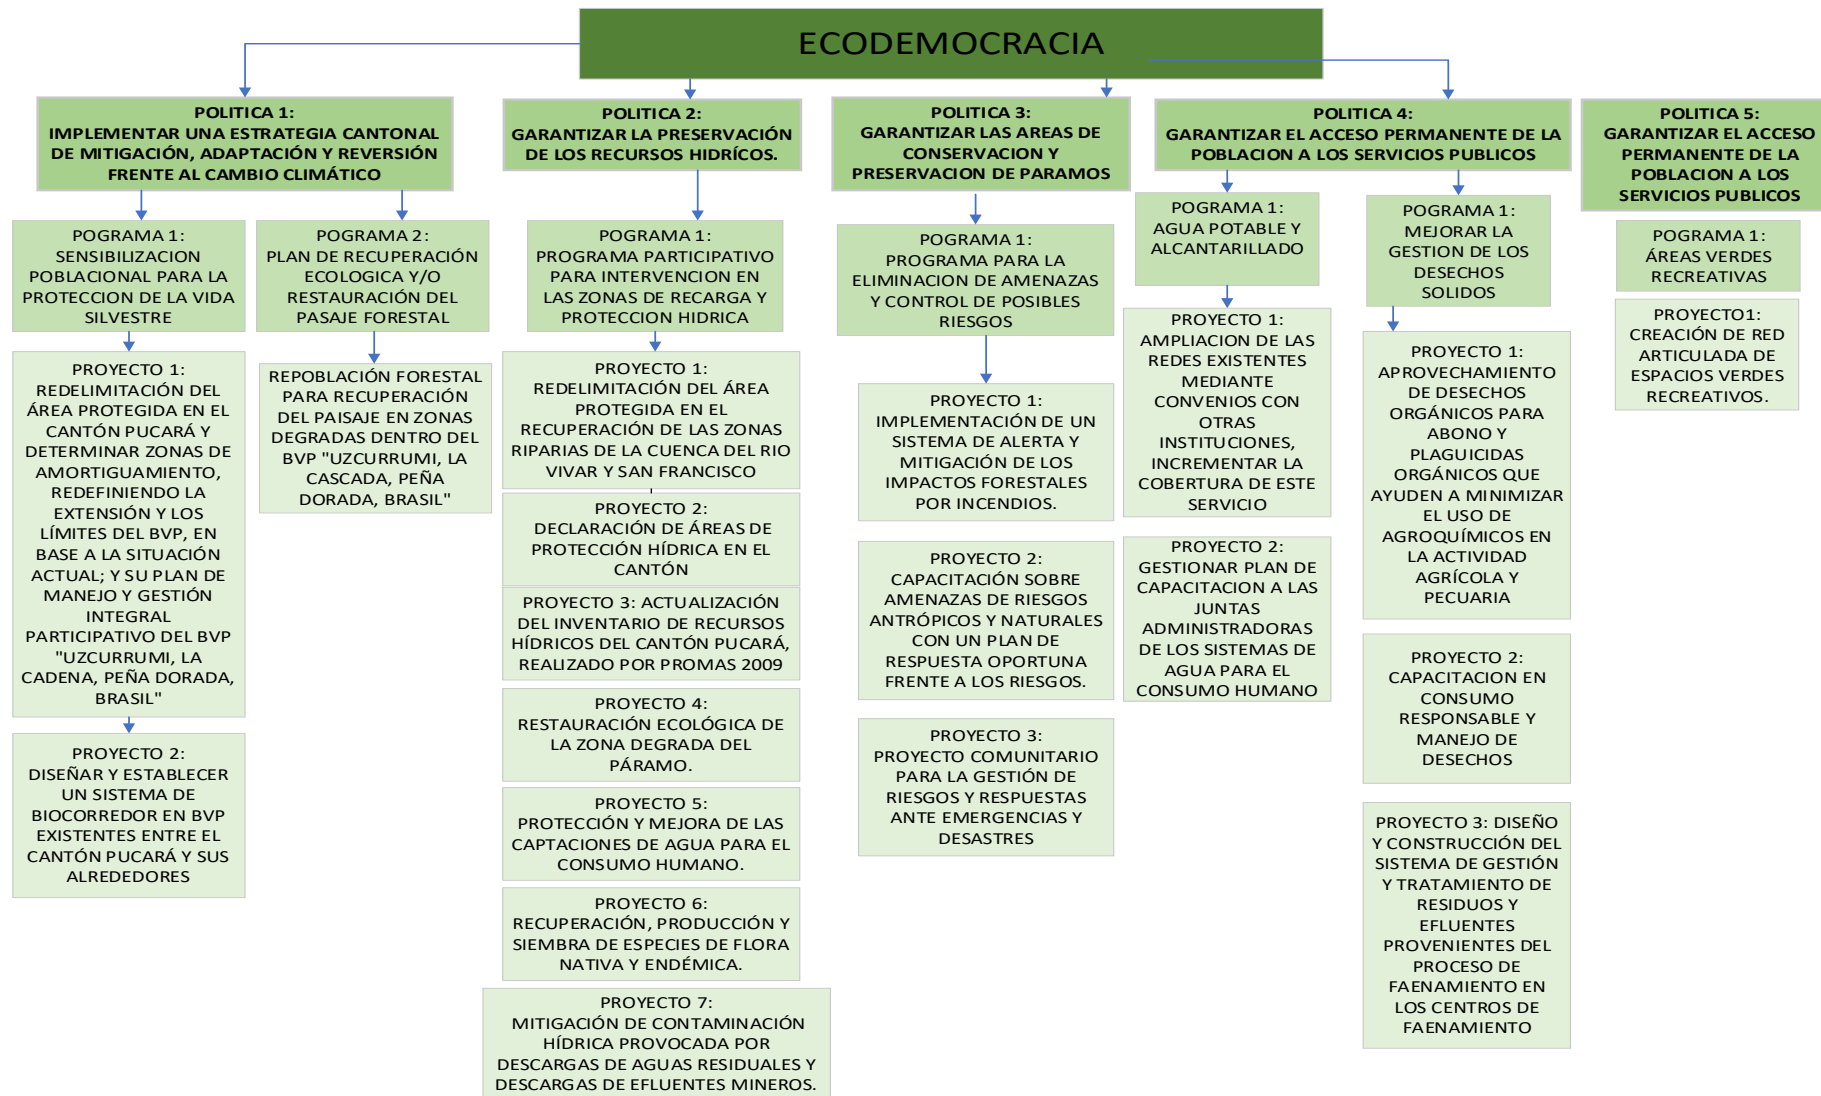 ECODEMOCRACIA
POLITICA 1:
IMPLEMENTAR UNA ESTRATEGIA CANTONAL
DE MITIGACIÓN, ADAPTACIÓN Y REVERSIÓN
FRENTE AL CAMBIO CLIMÁTICO
POGRAMA 1:
SENSIBILIZACION
POBLACIONAL PARA LA
PROTECCION DE LA VIDA
SILVESTRE
PROYECTO 1:
REDELIMITACIÓN DEL
ÁREA PROTEGIDA EN EL
CANTÓN PUCARÁ Y
DETERMINAR ZONAS DE
AMORTIGUAMIENTO,
REDEFINIENDO LA
EXTENSIÓN Y LOS
LÍMITES DEL BVP, EN
BASE A LA SITUACIÓN
ACTUAL; Y SU PLAN DE
MANEJO Y GESTIÓN
INTEGRAL
PARTICIPATIVO DEL BVP
"UZCURRUMI, LA
CADENA, PEÑA DORADA,
BRASIL"
PROYECTO 2:
DISEÑAR Y ESTABLECER
UN SISTEMA DE
BIOCORREDOR EN BVP
EXISTENTES ENTRE EL
CANTÓN PUCARÁ Y SUS
ALREDEDORES
POGRAMA 2:
PLAN DE RECUPERACIÓN
ECOLOGICA Y/O
RESTAURACIÓN DEL
PASAJE FORESTAL
REPOBLACIÓN FORESTAL
PARA RECUPERACIÓN
DEL PAISAJE EN ZONAS
DEGRADAS DENTRO DEL
BVP "UZCURRUMI, LA
CASCADA, PEÑA
DORADA, BRASIL"
POLITICA 2:
GARANTIZAR LA PRESERVACIÓN
DE LOS RECURSOS HIDRÍCOS.
POGRAMA 1:
PROGRAMA PARTICIPATIVO
PARA INTERVENCION EN
LAS ZONAS DE RECARGA Y
PROTECCION HIDRICA
PROYECTO 1:
REDELIMITACIÓN DEL ÁREA
PROTEGIDA EN EL
RECUPERACIÓN DE LAS ZONAS
RIPARIAS DE LA CUENCA DEL RIO
VIVAR Y SAN FRANCISCO
PROYECTO 2:
DECLARACIÓN DE ÁREAS DE
PROTECCIÓN HÍDRICA EN EL
CANTÓN
PROYECTO 3: ACTUALIZACIÓN
DEL INVENTARIO DE RECURSOS
HÍDRICOS DEL CANTÓN PUCARÁ,
REALIZADO POR PROMAS 2009
PROYECTO 4:
RESTAURACIÓN ECOLÓGICA DE
LA ZONA DEGRADA DEL
PÁRAMO.
PROYECTO 5:
PROTECCIÓN Y MEJORA DE LAS
CAPTACIONES DE AGUA PARA EL
CONSUMO HUMANO.
PROYECTO 6:
RECUPERACIÓN, PRODUCCIÓN Y
SIEMBRA DE ESPECIES DE FLORA
NATIVA Y ENDÉMICA.
PROYECTO 7:
MITIGACIÓN DE CONTAMINACIÓN
HÍDRICA PROVOCADA POR
DESCARGAS DE AGUAS RESIDUALES Y
DESCARGAS DE EFLUENTES MINEROS.
POLITICA 3:
GARANTIZAR LAS AREAS DE
CONSERVACION Y
PRESERVACION DE PARAMOS
POGRAMA 1:
PROGRAMA PARA LA
ELIMINACION DE AMENAZAS
Y CONTROL DE POSIBLES
RIESGOS
PROYECTO 1:
IMPLEMENTACIÓN DE UN
SISTEMA DE ALERTA Y
MITIGACIÓN DE LOS
IMPACTOS FORESTALES
POR INCENDIOS.
PROYECTO 2:
CAPACITACIÓN SOBRE
AMENAZAS DE RIESGOS
ANTRÓPICOS Y NATURALES
CON UN PLAN DE
RESPUESTA OPORTUNA
FRENTE A LOS RIESGOS.
PROYECTO 3:
PROYECTO COMUNITARIO
PARA LA GESTIÓN DE
RIESGOS Y RESPUESTAS
ANTE EMERGENCIAS Y
DESASTRES
POLITICA 4:
GARANTIZAR EL ACCESO PERMANENTE DE LA
POBLACION A LOS SERVICIOS PUBLICOS
POGRAMA 1:
AGUA POTABLE Y
ALCANTARILLADO
PROYECTO 1:
AMPLIACION DE LAS
REDES EXISTENTES
MEDIANTE
CONVENIOS CON
OTRAS
INSTITUCIONES,
INCREMENTAR LA
COBERTURA DE ESTE
SERVICIO
PROYECTO 2:
GESTIONAR PLAN DE
CAPACITACION A LAS
JUNTAS
ADMINISTRADORAS
DE LOS SISTEMAS DE
AGUA PARA EL
CONSUMO HUMANO
POGRAMA 1:
MEJORAR LA
GESTION DE LOS
DESECHOS
SOLIDOS
PROYECTO 1:
APROVECHAMIENTO
DE DESECHOS
ORGÁNICOS PARA
ABONO Y
PLAGUICIDAS
ORGÁNICOS QUE
AYUDEN A MINIMIZAR
EL USO DE
AGROQUÍMICOS EN
LA ACTIVIDAD
AGRÍCOLA Y
PECUARIA
PROYECTO 2:
CAPACITACION EN
CONSUMO
RESPONSABLE Y
MANEJO DE
DESECHOS
PROYECTO 3: DISEÑO
Y CONSTRUCCIÓN DEL
SISTEMA DE GESTIÓN
Y TRATAMIENTO DE
RESIDUOS Y
EFLUENTES
PROVENIENTES DEL
PROCESO DE
FAENAMIENTO EN
LOS CENTROS DE
FAENAMIENTO
POLITICA 5:
GARANTIZAR EL ACCESO
PERMANENTE DE LA
POBLACION A LOS
SERVICIOS PUBLICOS
POGRAMA 1:
ÁREAS VERDES
RECREATIVAS
PROYECTO1:
CREACIÓN DE RED
ARTICULADA DE
ESPACIOS VERDES
RECREATIVOS.